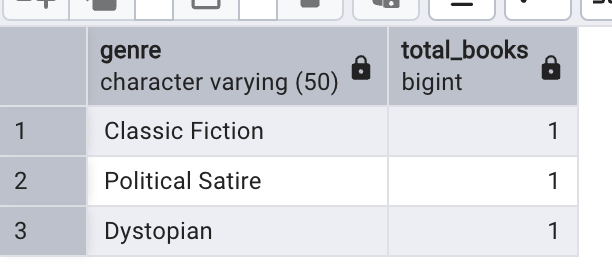 genre
character varying (50)
total_books
bigint
1 Classic Fiction 1
2 Political Satire 1
3 Dystopian 1